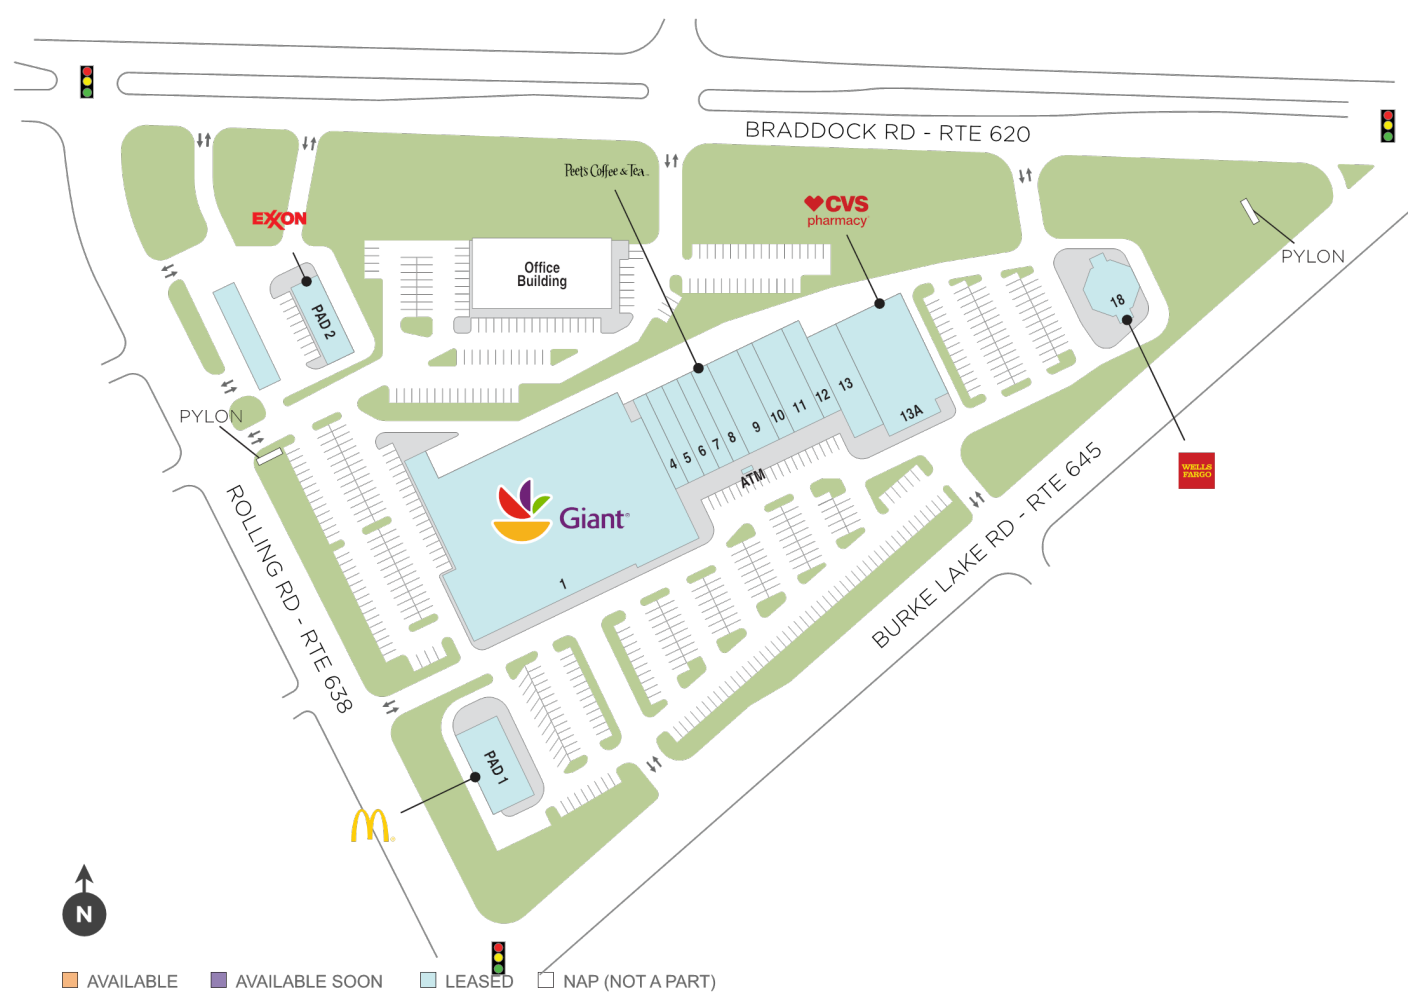 BRADDOCK RD - RTE 620
Peet's Coffee & Tea
CVS
pharmacy
EXXON
PYLON
Office
Building
PAD 2
18
PYLON
13
13A
12
11
10
9
8
7
6
5
4
ATM
WELLS
FARGO
Giant
1
ROLLING RD - RTE 638
BURKE LAKE RD - RTE 645
PAD 1
N
AVAILABLE
AVAILABLE SOON
LEASED
NAP (NOT A PART)